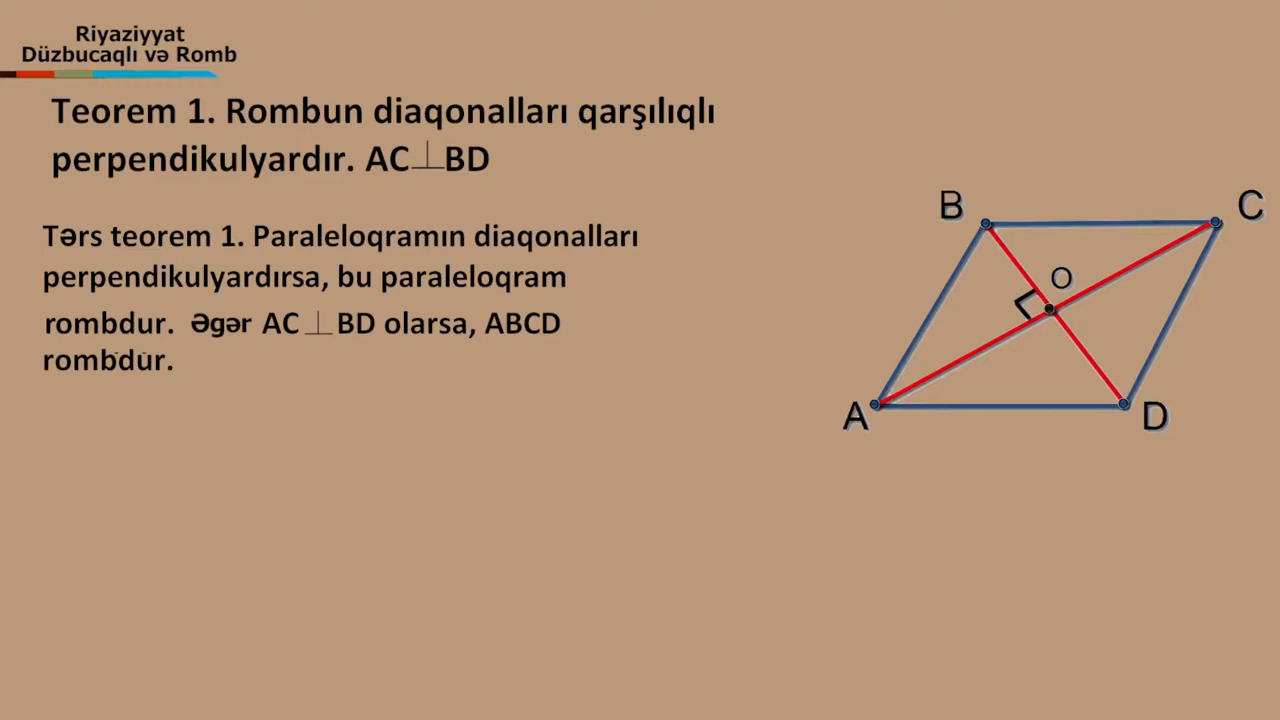 Riyaziyyat
Düzbucaqlı və Romb
Teorem 1. Rombun diaqonalları qarşılıqlı
perpendikulyardır. AC⊥BD
Tərs teorem 1. Paraleloqramın diaqonalları
perpendikulyardırsa, bu paraleloqram
rombdur. Əgər AC⊥BD olarsa, ABCD
rombdur.
B
C
O
A
D